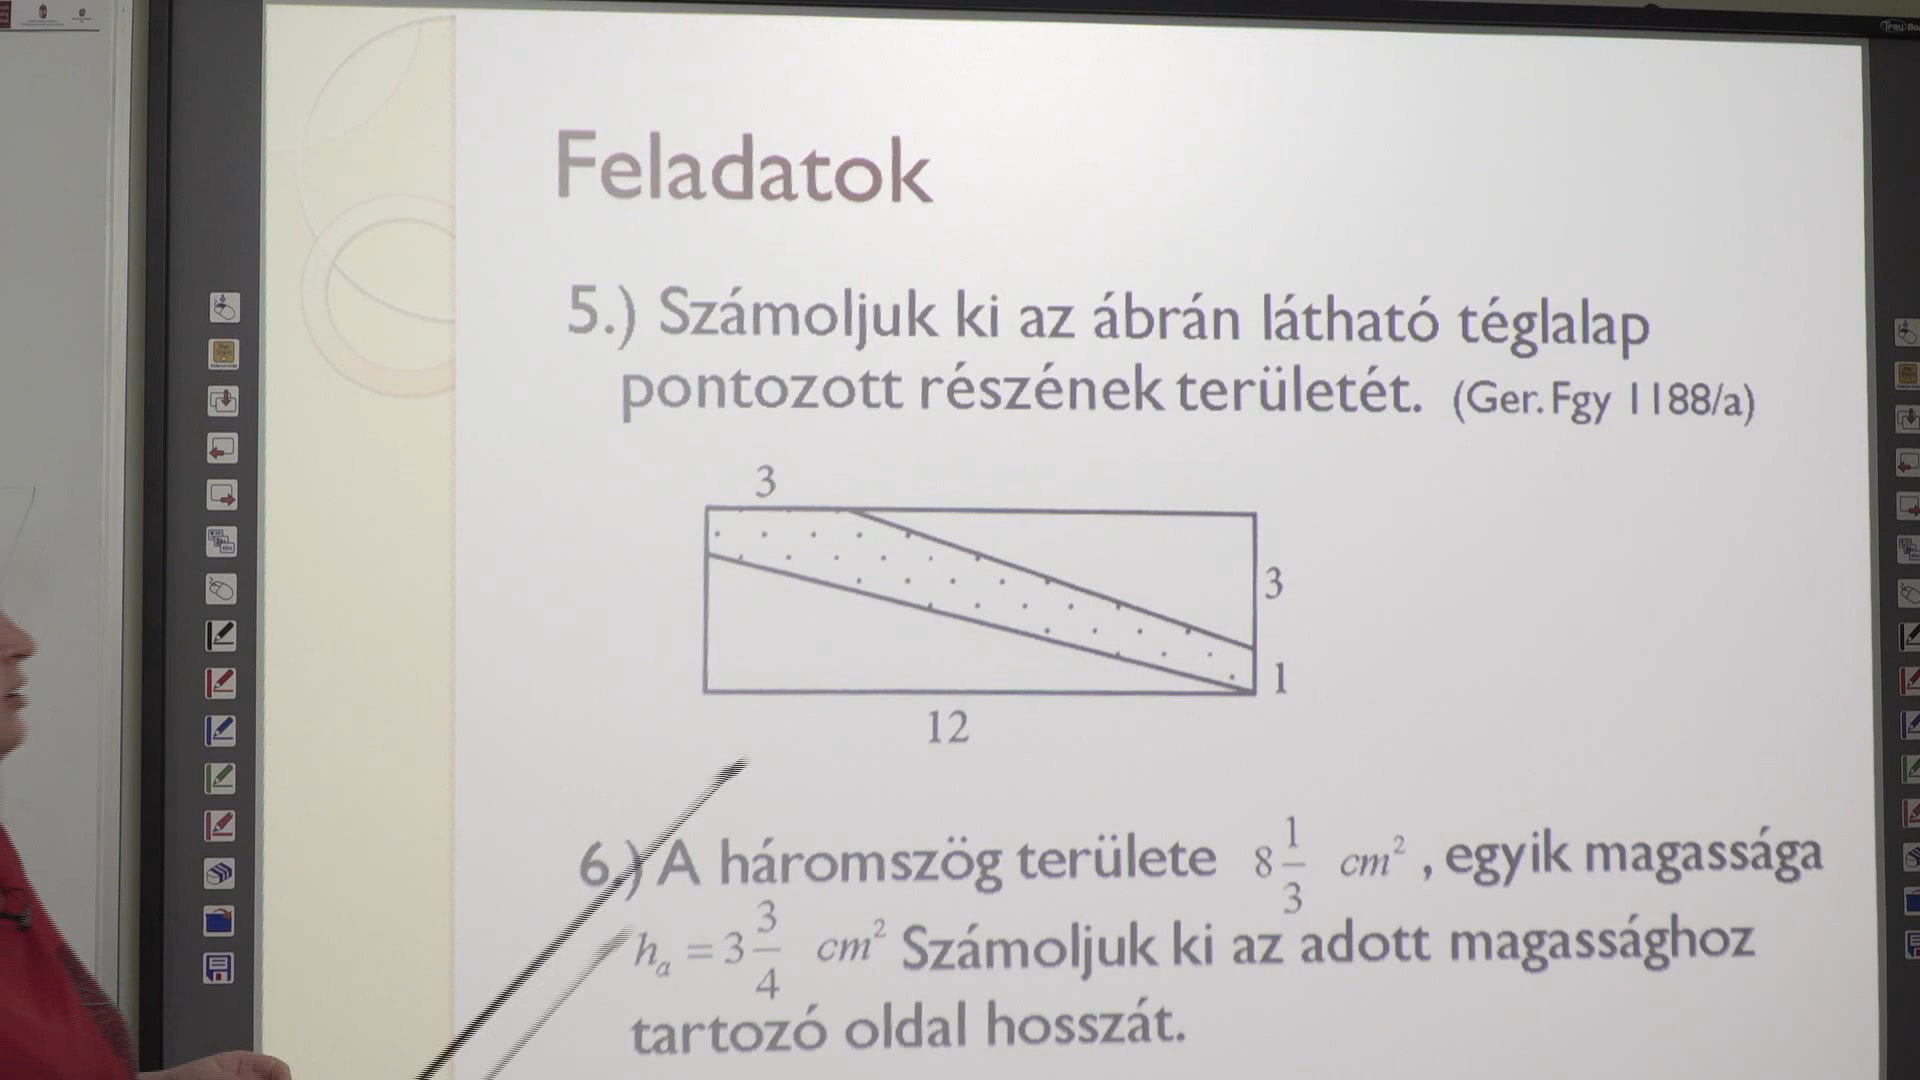 Feladatok
5.) Számoljuk ki az ábrán látható téglalap
pontozott részének területét. (Ger. Fgy 1188/a)
3
3
1
12
6.) A háromszög területe 8 1/3 cm², egyik magassága
hₐ = 3 3/4 cm² Számoljuk ki az adott magassághoz
tartozó oldal hosszát.